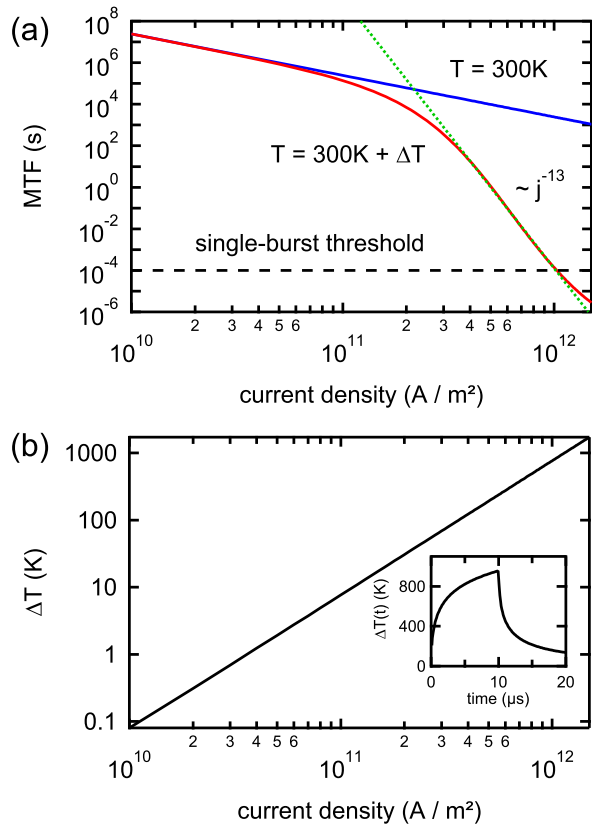 (a)
10^8
10^6
10^4
10^2
10^0
10^-2
10^-4
10^-6
MTF (s)
T = 300K
T = 300K + ΔT
~ j^-13
single-burst threshold
2 3 4 5 6 2 3 4 5 6
10^10 10^11 10^12
current density (A / m²)
(b)
1000
100
10
1
0.1
ΔT (K)
800
400
0
ΔT(t) (K)
0 10 20
time (µs)
2 3 4 5 6 2 3 4 5 6
10^10 10^11 10^12
current density (A / m²)